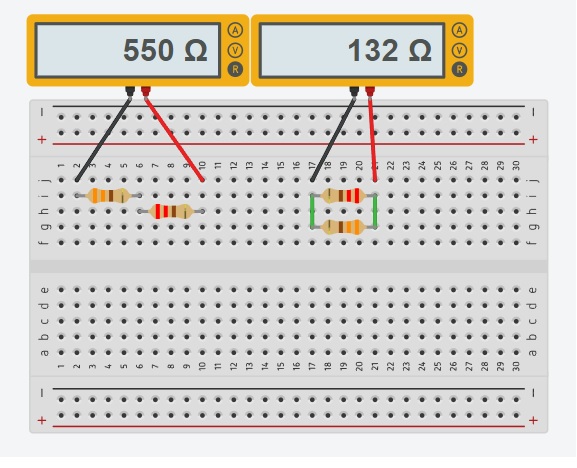 550 Ω A V R
132 Ω A V R
− −
+ +
1 2 3 4 5 6 7 8 9 10 11 12 13 14 15 16 17 18 19 20 21 22 23 24 25 26 27 28 29 30
j j
i i
h h
g g
f f
e e
d d
c c
b b
a a
1 2 3 4 5 6 7 8 9 10 11 12 13 14 15 16 17 18 19 20 21 22 23 24 25 26 27 28 29 30
− −
+ +